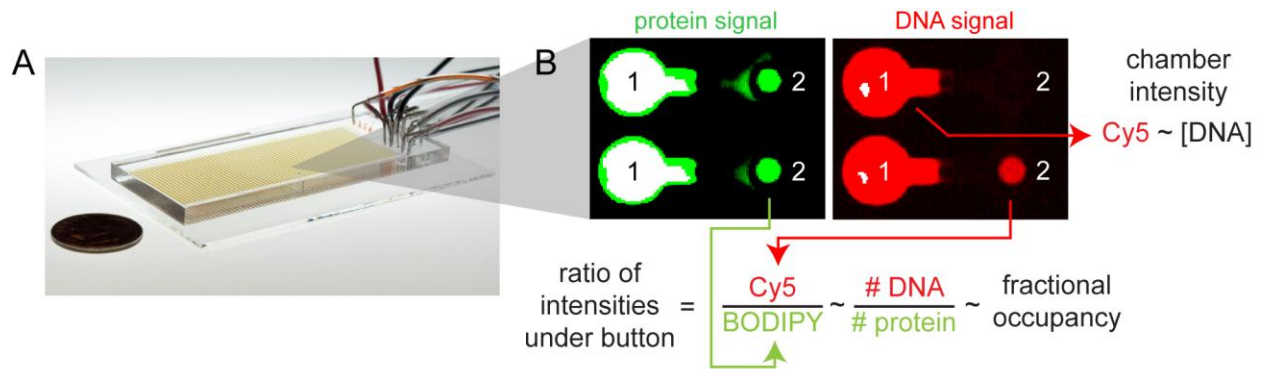 A
B
protein signal
DNA signal
1
2
1
2
1
2
1
2
chamber
intensity
Cy5 ~ [DNA]
ratio of
intensities
under button
=
Cy5
BODIPY
~
# DNA
# protein
~
fractional
occupancy